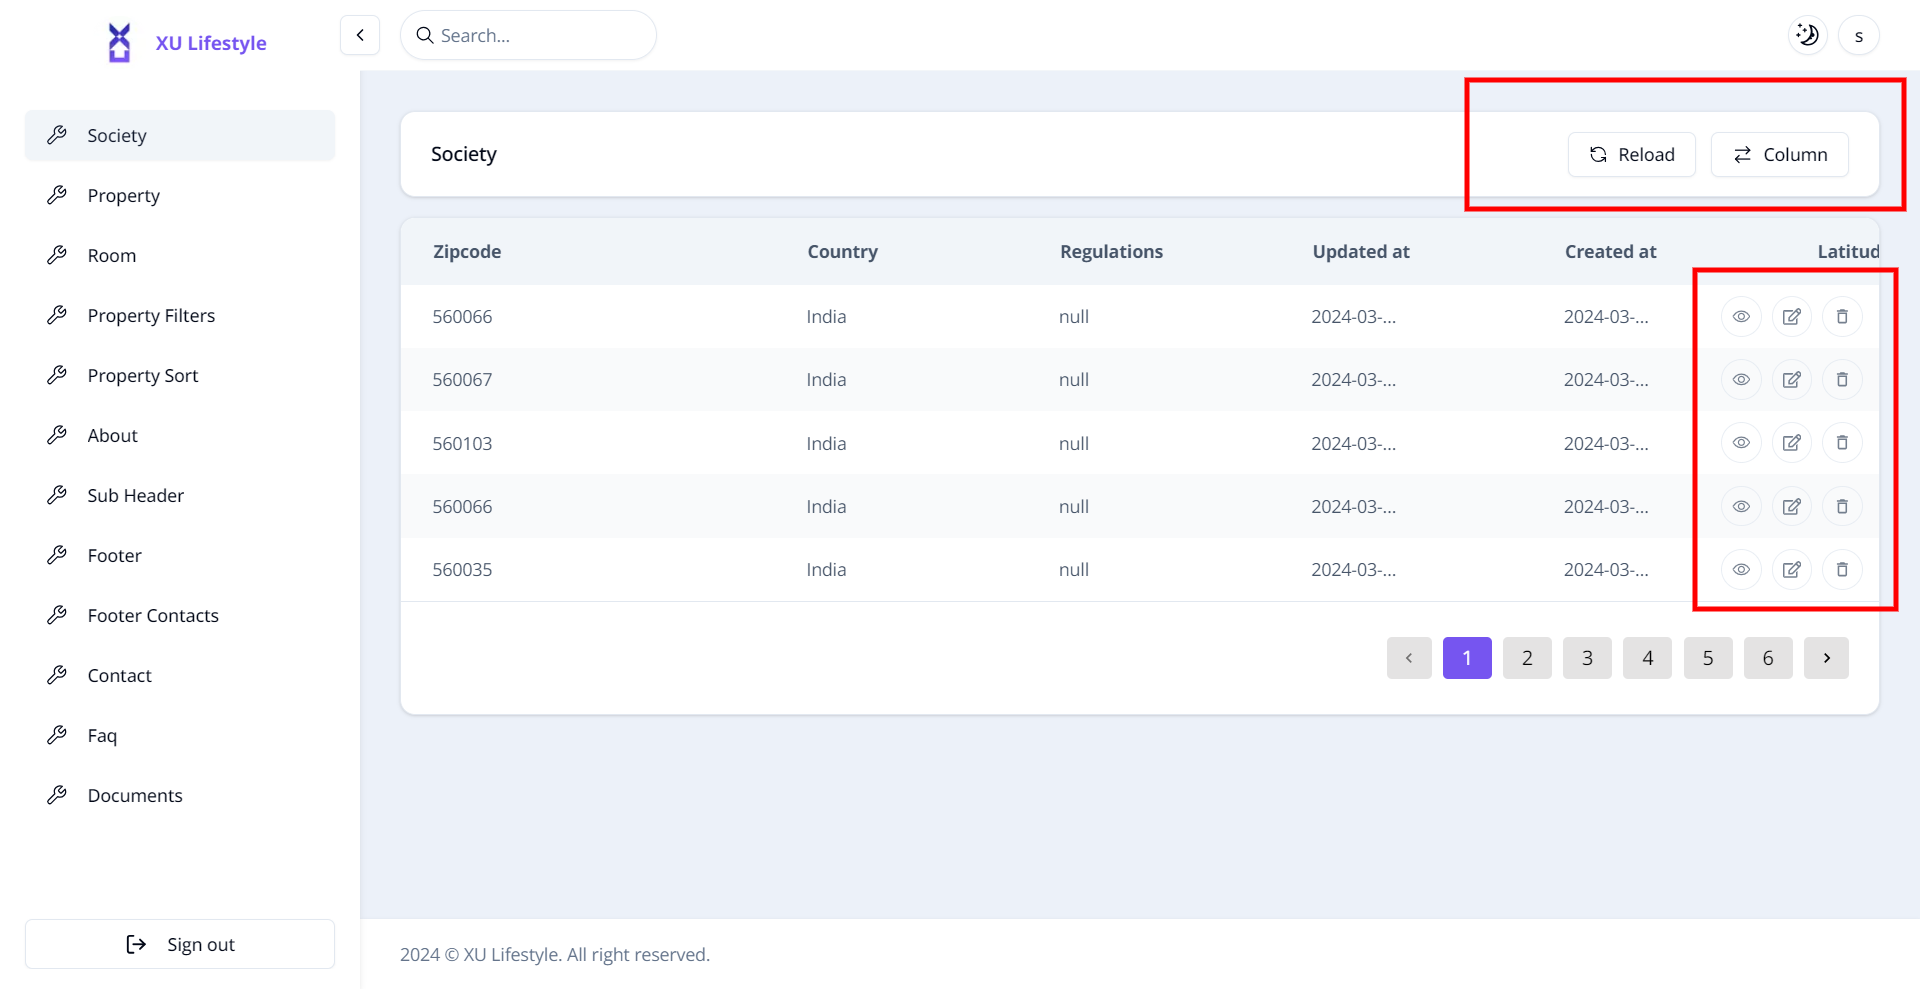 XU Lifestyle
Search...
s
Society
Property
Room
Property Filters
Property Sort
About
Sub Header
Footer
Footer Contacts
Contact
Faq
Documents
Sign out
Society
Reload
Column
Zipcode Country Regulations Updated at Created at Latitud
560066 India null 2024-03-... 2024-03-...
560067 India null 2024-03-... 2024-03-...
560103 India null 2024-03-... 2024-03-...
560066 India null 2024-03-... 2024-03-...
560035 India null 2024-03-... 2024-03-...
1 2 3 4 5 6
2024 © XU Lifestyle. All right reserved.